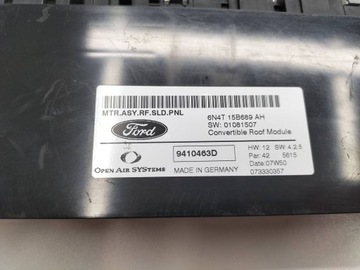 MTR.ASY.RF.SLD.PNL
Ford
6N4T 15B689 AH
SW: 01081507
Convertible Roof Module
OPEN AIR SYSTEMS
9410463D
MADE IN GERMANY
HW: 12 SW: 4.2.5
Par: 42 5615
Date:07W50
073330357